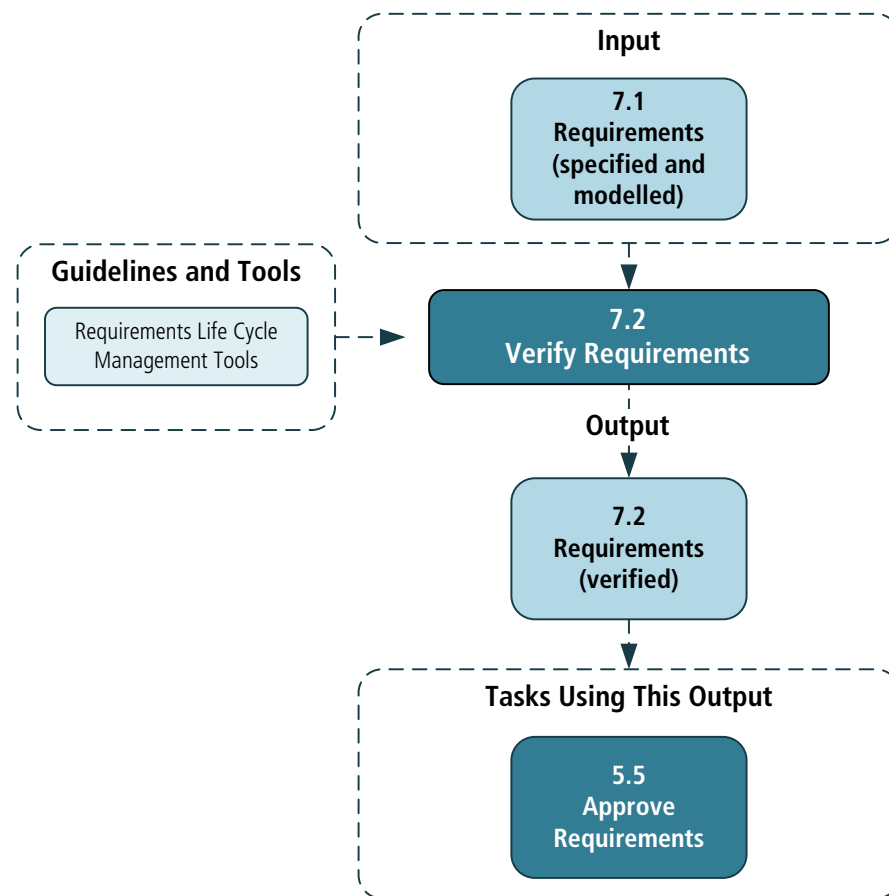 Input
7.1
Requirements
(specified and
modelled)
Guidelines and Tools
Requirements Life Cycle
Management Tools
7.2
Verify Requirements
Output
7.2
Requirements
(verified)
Tasks Using This Output
5.5
Approve
Requirements